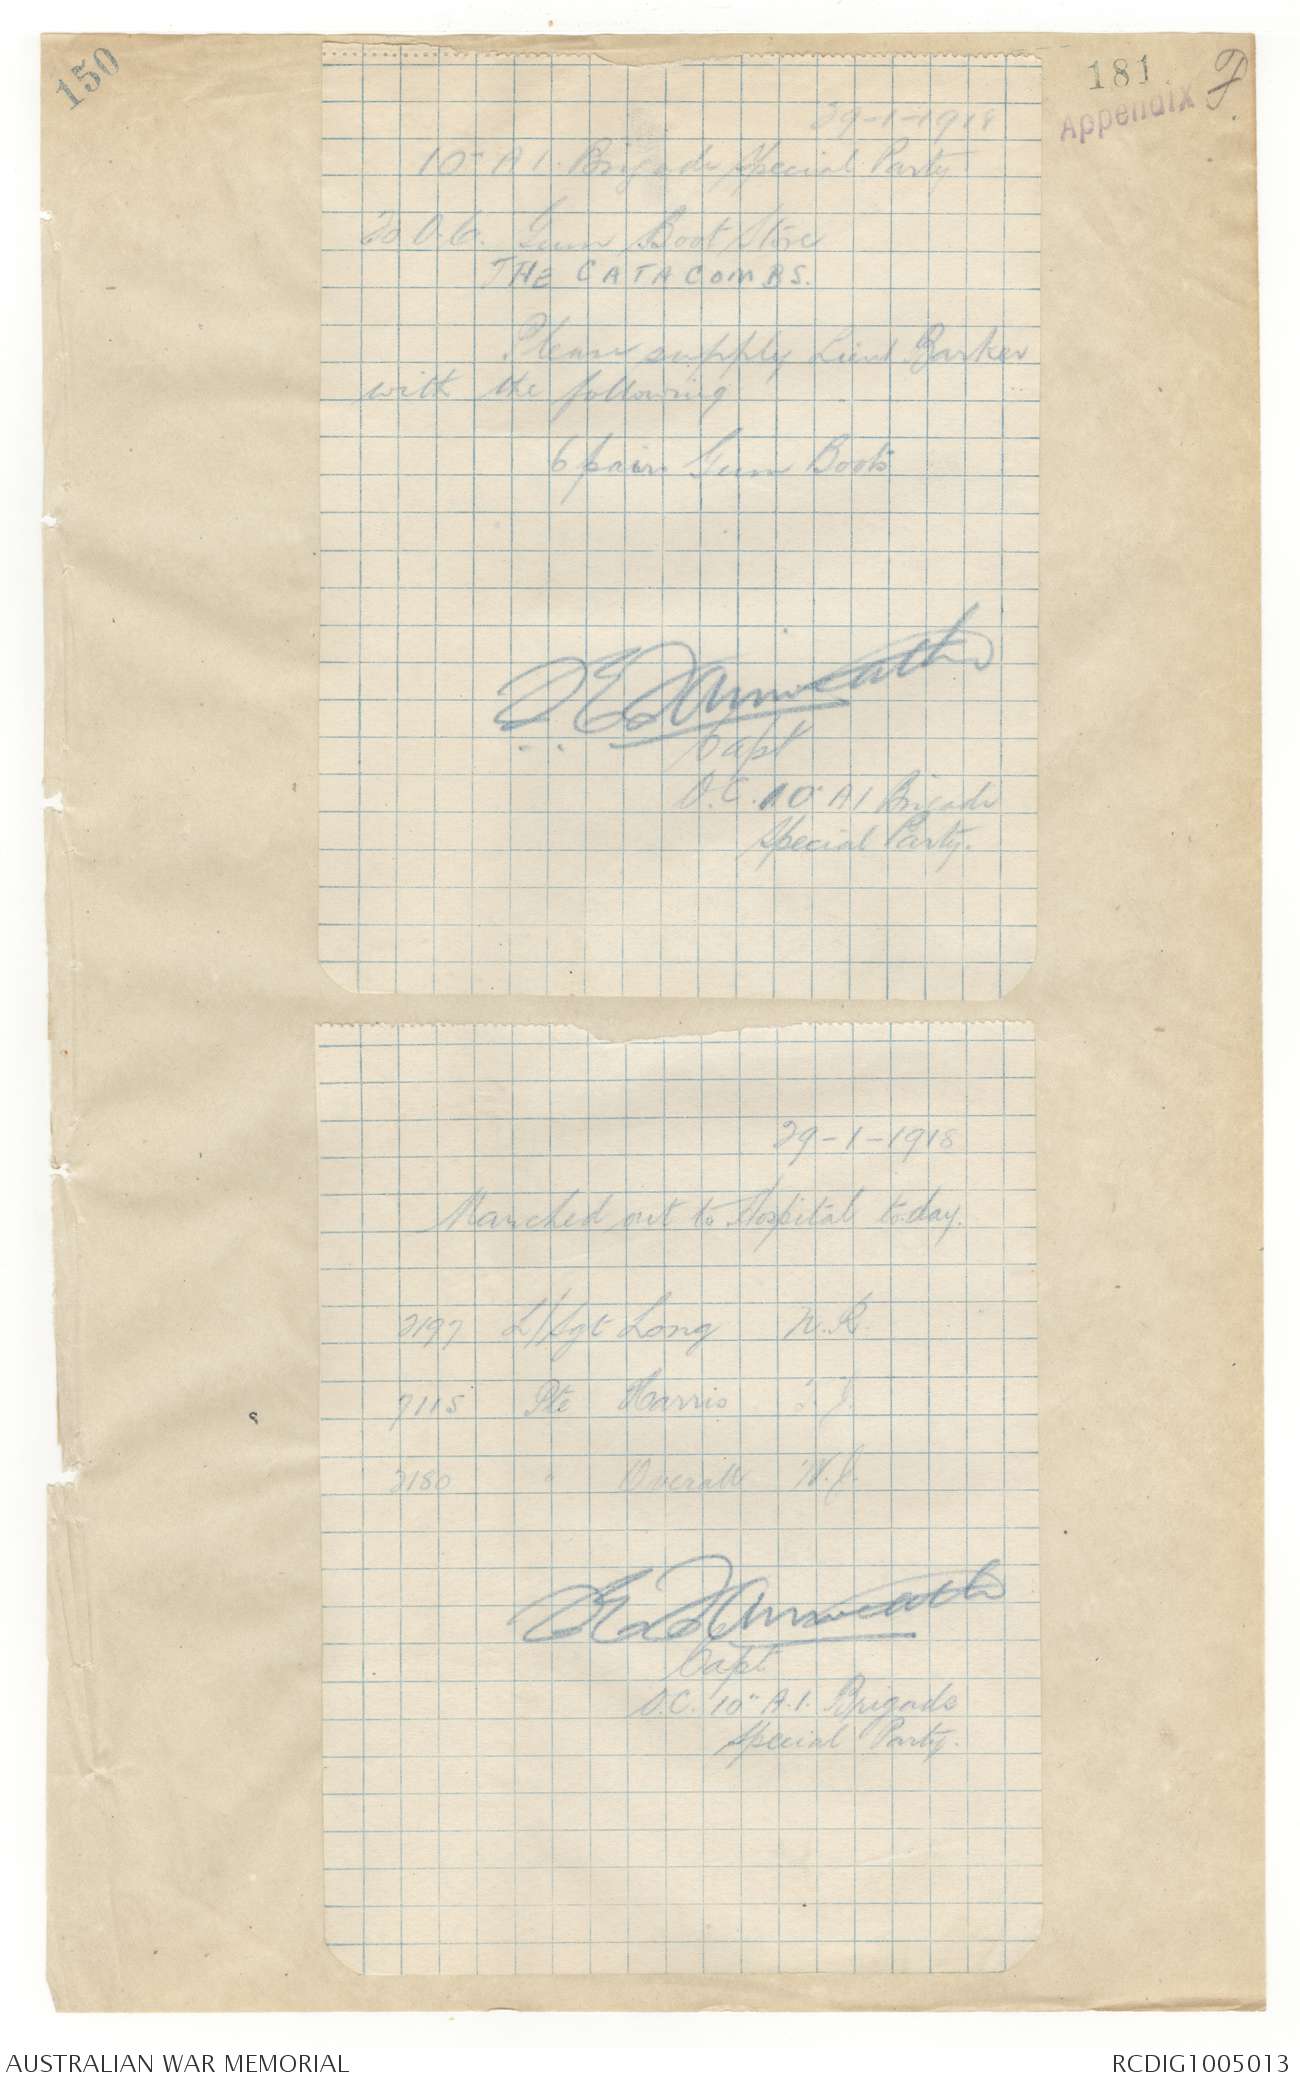 150
181
Appendix F.
29-1-1918
10th A I. Brigade Special Party
To O.C. Gum Boot Store
THE CATACOMBS.
Please supply Lieut Barker
with the following
6 pairs Gum Boots
Capt
O.C. 10th A I Brigade
Special Party.
29-1-1918
Marched out to Hospital today.
2197 L/Sgt Long N.R.
7115 Pte Harris J.
2180 " Overall W.J.
Capt
O.C. 10th A.I. Brigade
Special Party.
AUSTRALIAN WAR MEMORIAL
RCDIG1005013